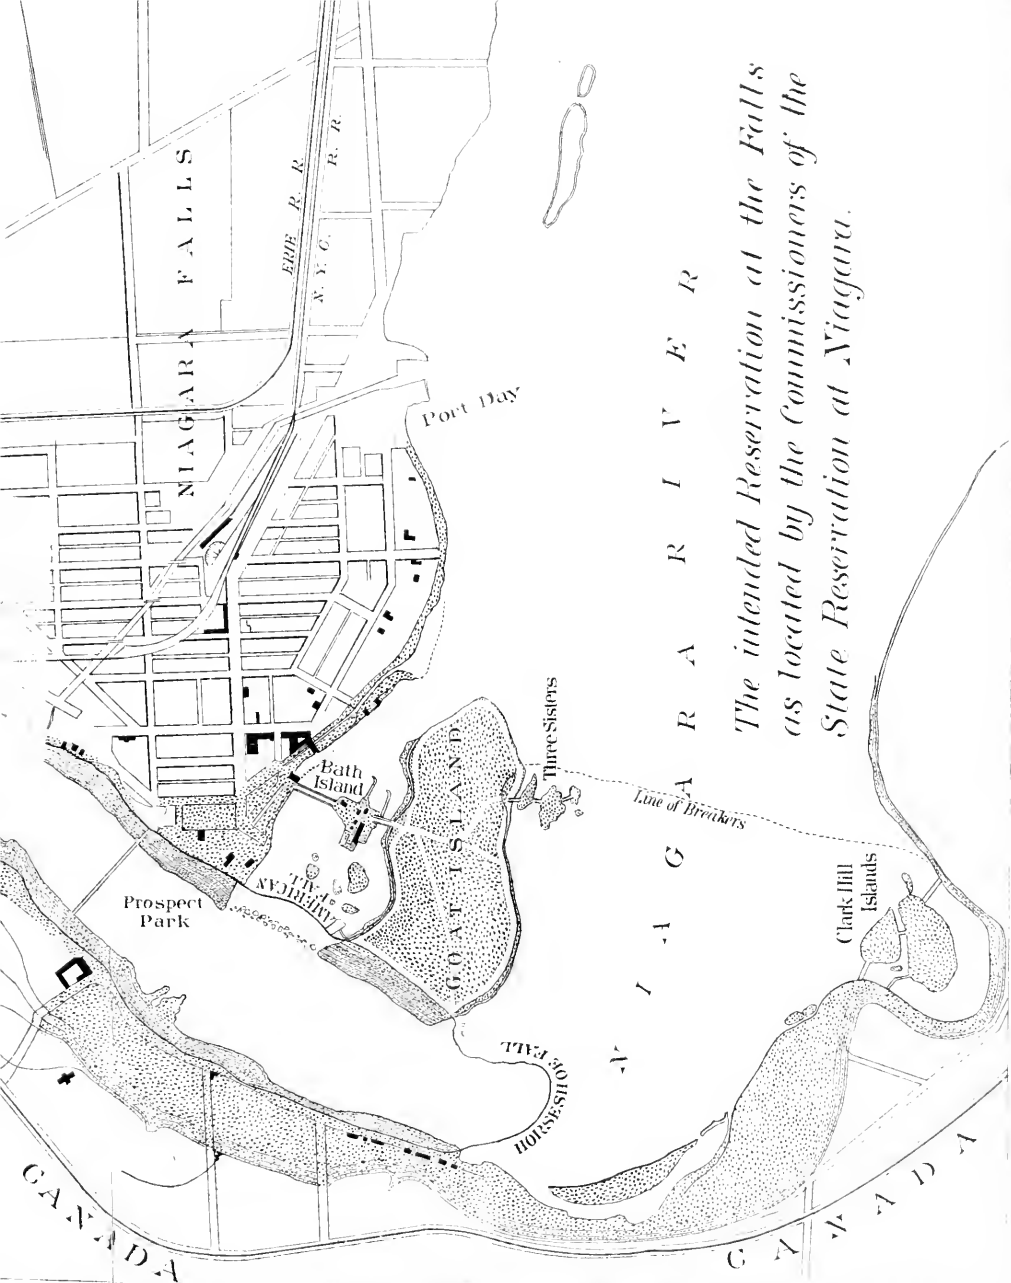 The intended Reservation at the Falls
as located by the Commissioners of the
State Reservation at Niagara.
NIAGARA FALLS
ERIE R. R.
N. Y. C. R. R.
Port Day
NIAGARA RIVER
Three Sisters
Line of Breakers
Bath
Island
GOAT ISLAND
AMERICAN
FALL
Prospect
Park
HORSESHOE FALL
Clark Hill
Islands
CANADA
CANADA